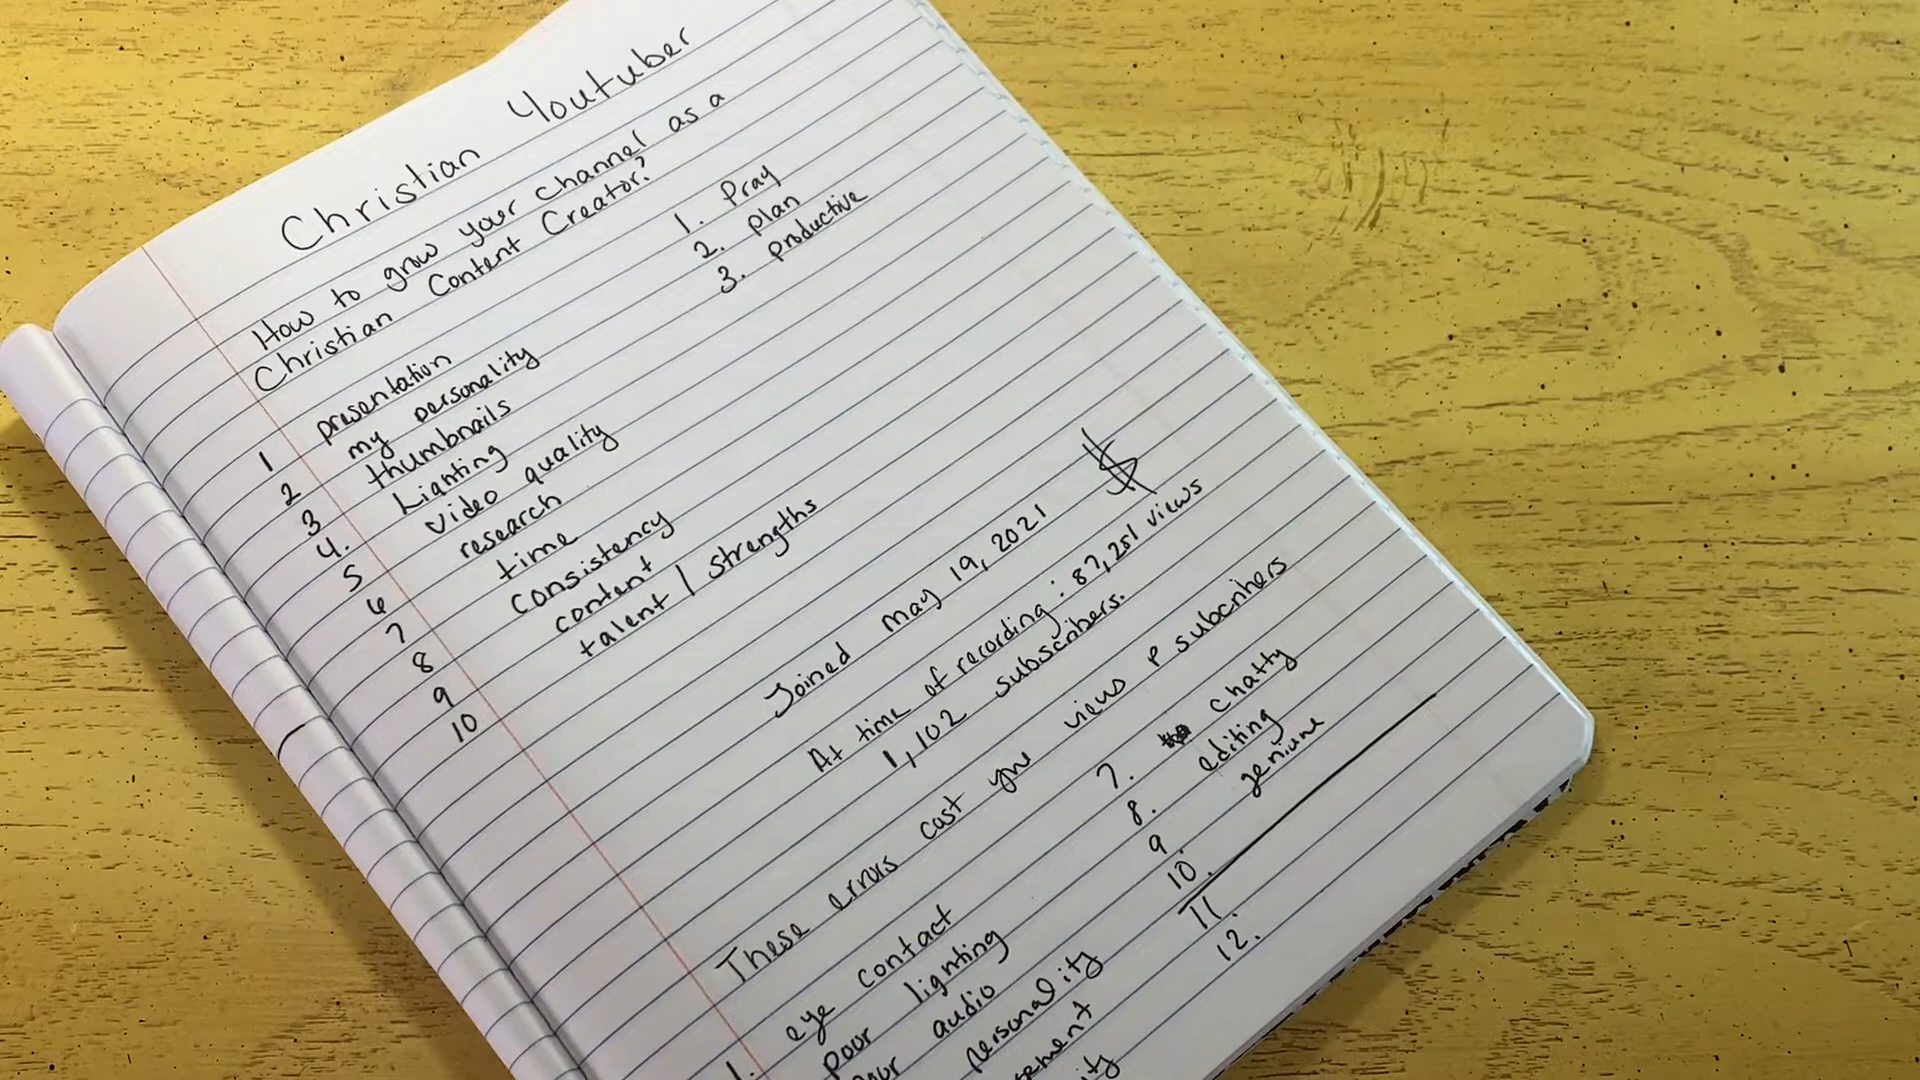 Christian Youtuber
How to grow your channel as a
Christian Content Creator?
1. Pray
2. plan
3. productive
1 presentation
2 my personality
3 thumbnails
4. Lighting
5 video quality
6 research
7 time
8 consistency
9 content
10 talent / strengths
Joined may 19, 2021 $
At time of recording: 87,251 views
1,102 subscribers.
These errors cost you views & subscribers
1. eye contact
poor lighting
audio
personality
7. chatty
8. editing
9. genuine
10.
11.
12.